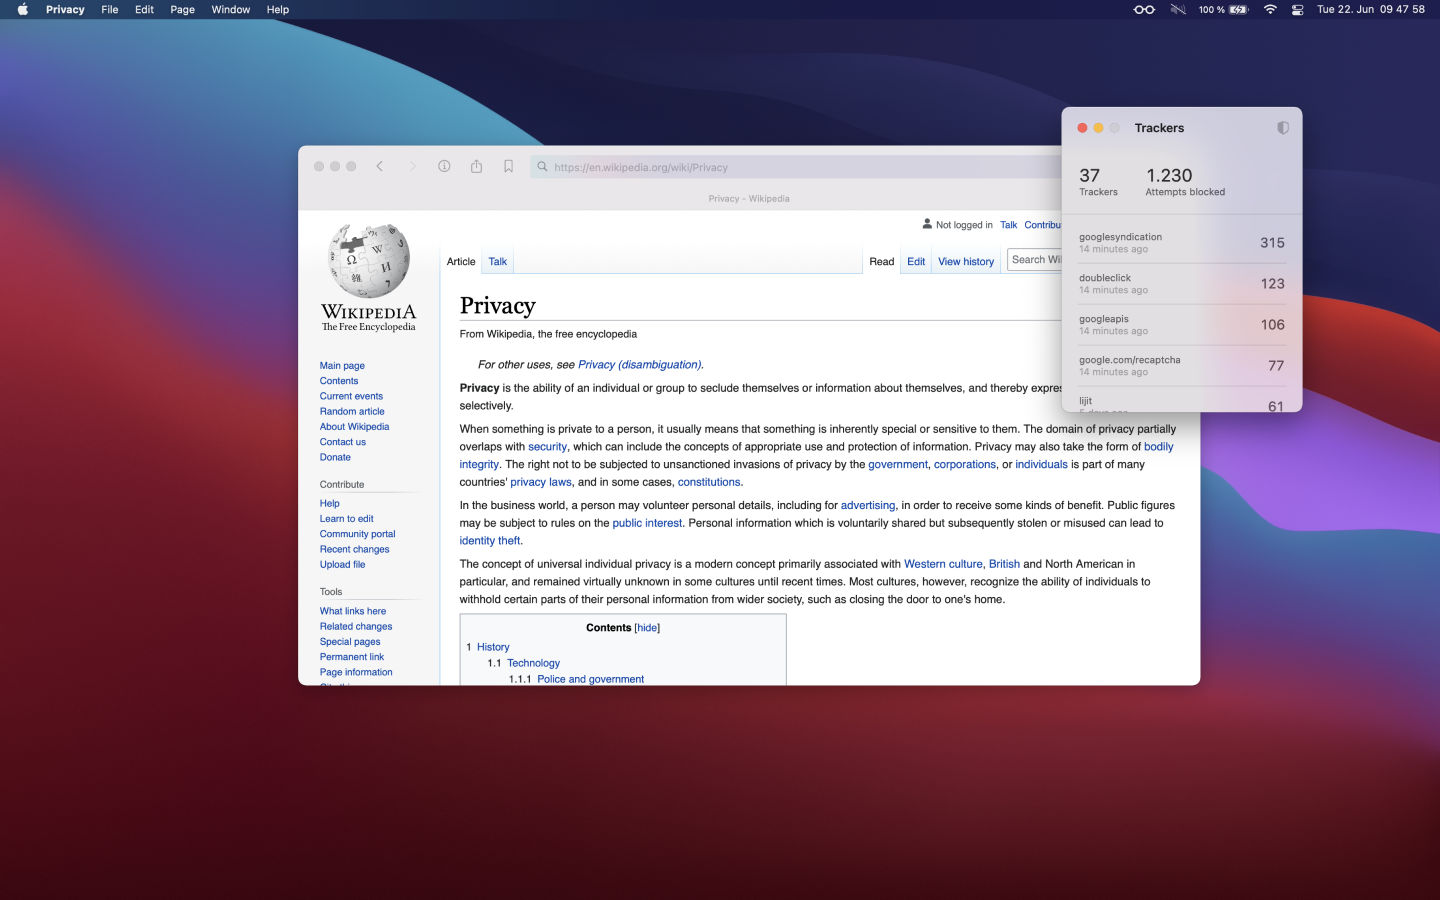 Privacy File Edit Page Window Help
100 % Tue 22. Jun 09 47 58
Trackers
37 1.230
Trackers Attempts blocked
googlesyndication 315
14 minutes ago
doubleclick 123
14 minutes ago
googleapis 106
14 minutes ago
google.com/recaptcha 77
14 minutes ago
lijit 61
https://en.wikipedia.org/wiki/Privacy
Privacy - Wikipedia
WIKIPEDIA
The Free Encyclopedia
Main page
Contents
Current events
Random article
About Wikipedia
Contact us
Donate
Contribute
Help
Learn to edit
Community portal
Recent changes
Upload file
Tools
What links here
Related changes
Special pages
Permanent link
Page information
Not logged in Talk Contribu
Article Talk Read Edit View history Search Wi
Privacy
From Wikipedia, the free encyclopedia
For other uses, see Privacy (disambiguation).
Privacy is the ability of an individual or group to seclude themselves or information about themselves, and thereby expres
selectively.
When something is private to a person, it usually means that something is inherently special or sensitive to them. The domain of privacy partially
overlaps with security, which can include the concepts of appropriate use and protection of information. Privacy may also take the form of bodily
integrity. The right not to be subjected to unsanctioned invasions of privacy by the government, corporations, or individuals is part of many
countries' privacy laws, and in some cases, constitutions.
In the business world, a person may volunteer personal details, including for advertising, in order to receive some kinds of benefit. Public figures
may be subject to rules on the public interest. Personal information which is voluntarily shared but subsequently stolen or misused can lead to
identity theft.
The concept of universal individual privacy is a modern concept primarily associated with Western culture, British and North American in
particular, and remained virtually unknown in some cultures until recent times. Most cultures, however, recognize the ability of individuals to
withhold certain parts of their personal information from wider society, such as closing the door to one's home.
Contents [hide]
1 History
1.1 Technology
1.1.1 Police and government